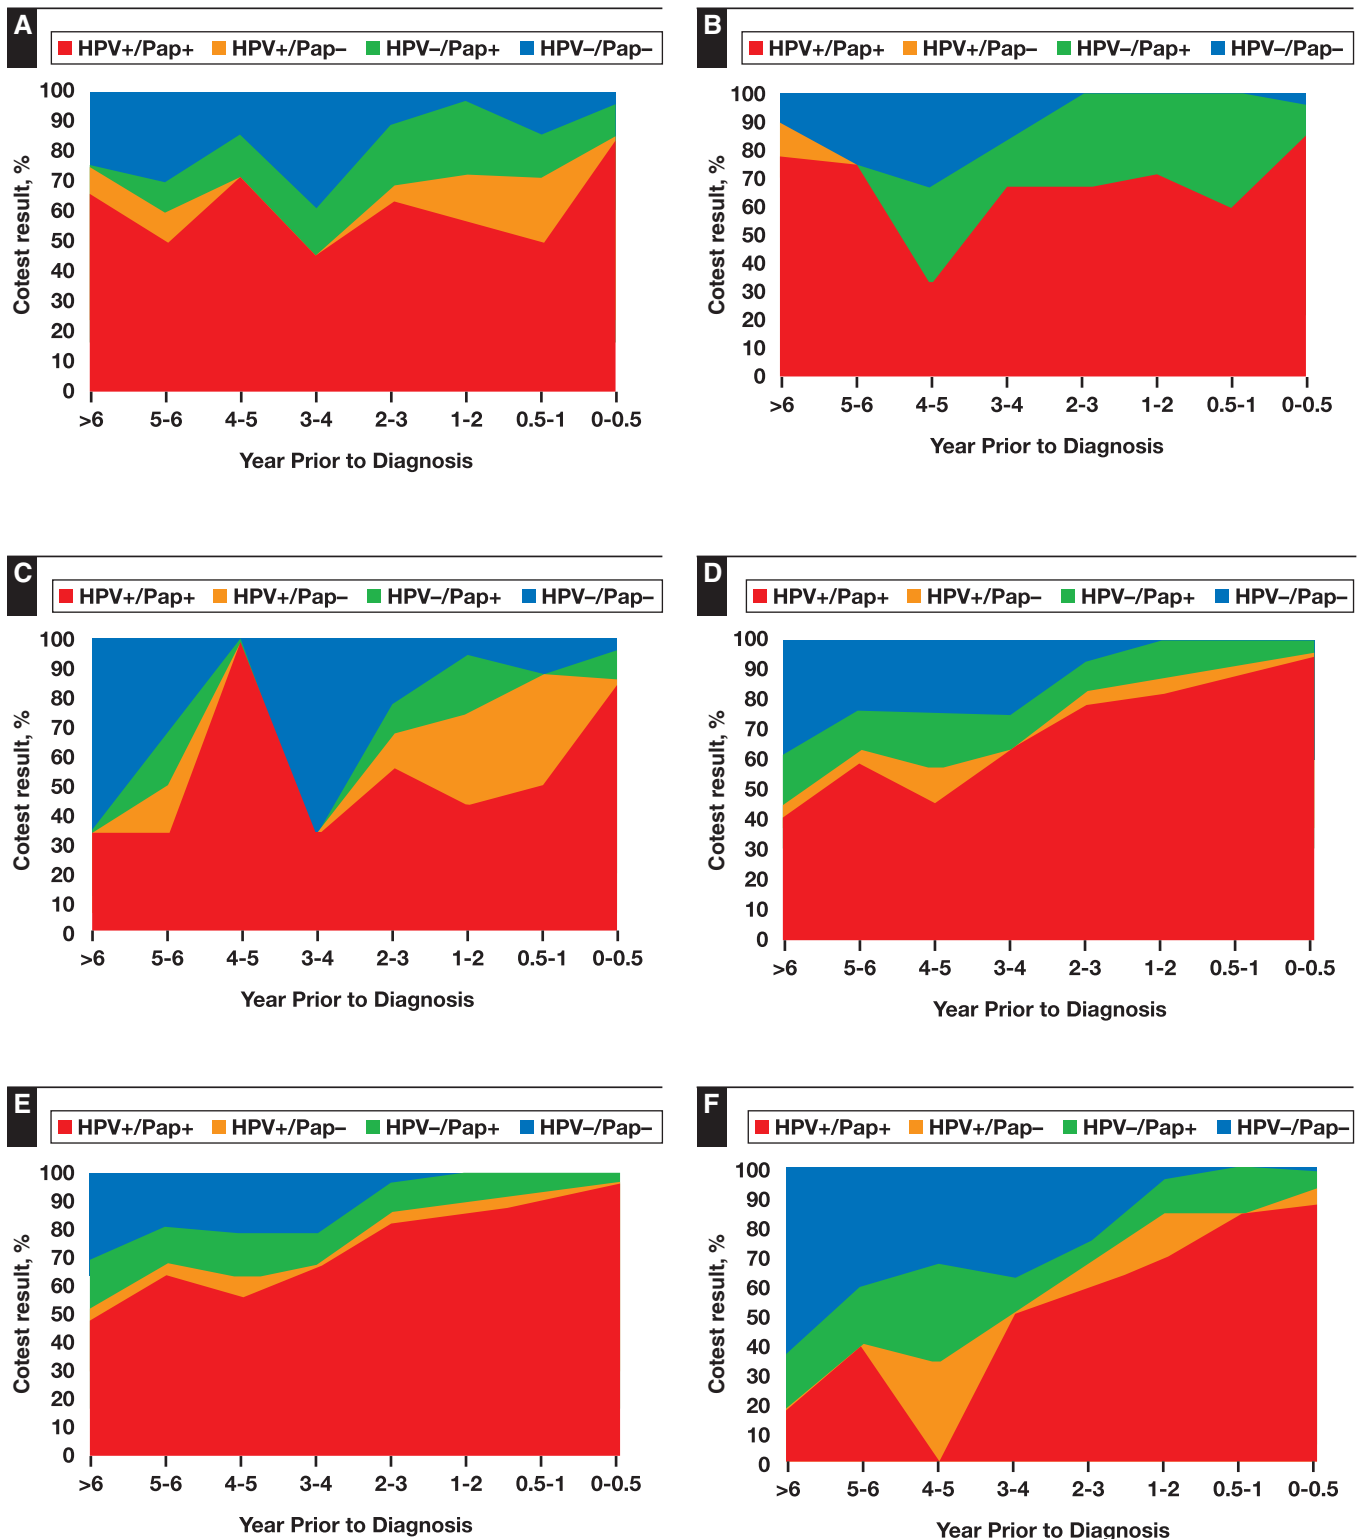 A
HPV+/Pap+ HPV+/Pap– HPV–/Pap+ HPV–/Pap–
100
90
80
70
60
50
40
30
20
10
0
Cotest result, %
>6 5-6 4-5 3-4 2-3 1-2 0.5-1 0-0.5
Year Prior to Diagnosis
B
HPV+/Pap+ HPV+/Pap– HPV–/Pap+ HPV–/Pap–
100
90
80
70
60
50
40
30
20
10
0
Cotest result, %
>6 5-6 4-5 3-4 2-3 1-2 0.5-1 0-0.5
Year Prior to Diagnosis
C
HPV+/Pap+ HPV+/Pap– HPV–/Pap+ HPV–/Pap–
100
90
80
70
60
50
40
30
20
10
0
Cotest result, %
>6 5-6 4-5 3-4 2-3 1-2 0.5-1 0-0.5
Year Prior to Diagnosis
D
HPV+/Pap+ HPV+/Pap– HPV–/Pap+ HPV–/Pap–
100
90
80
70
60
50
40
30
20
10
0
Cotest result, %
>6 5-6 4-5 3-4 2-3 1-2 0.5-1 0-0.5
Year Prior to Diagnosis
E
HPV+/Pap+ HPV+/Pap– HPV–/Pap+ HPV–/Pap–
100
90
80
70
60
50
40
30
20
10
0
Cotest result, %
>6 5-6 4-5 3-4 2-3 1-2 0.5-1 0-0.5
Year Prior to Diagnosis
F
HPV+/Pap+ HPV+/Pap– HPV–/Pap+ HPV–/Pap–
100
90
80
70
60
50
40
30
20
10
0
Cotest result, %
>6 5-6 4-5 3-4 2-3 1-2 0.5-1 0-0.5
Year Prior to Diagnosis